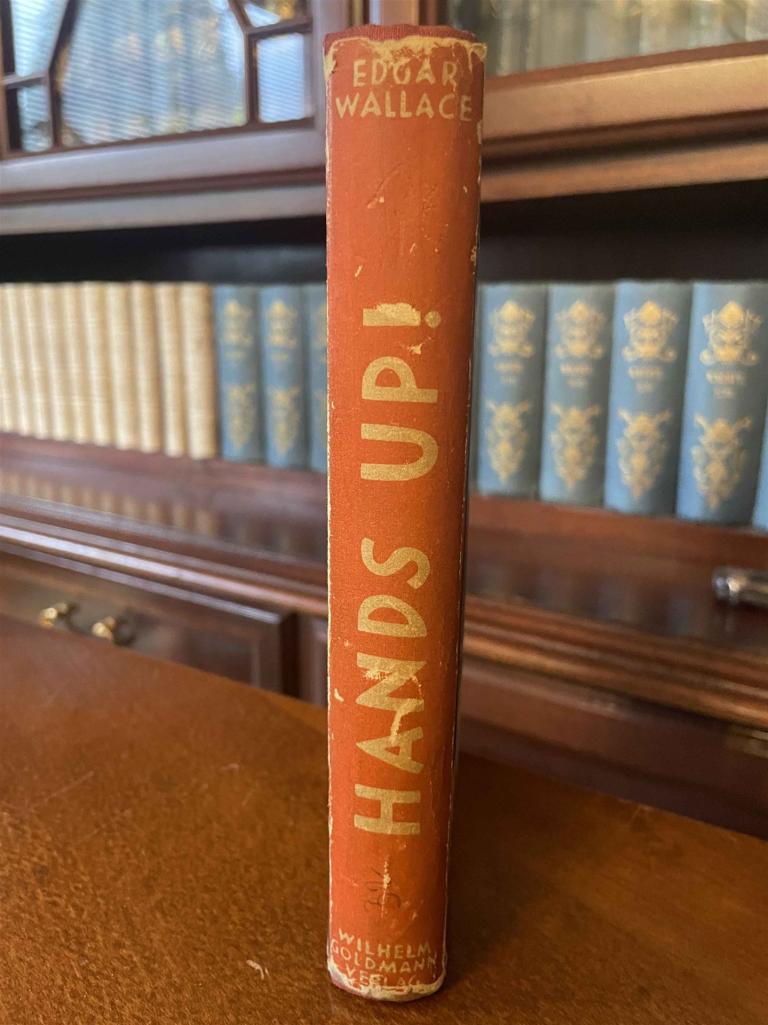 EDGAR
WALLACE
HANDS UP!
WILHELM
GOLDMANN
VERLAG